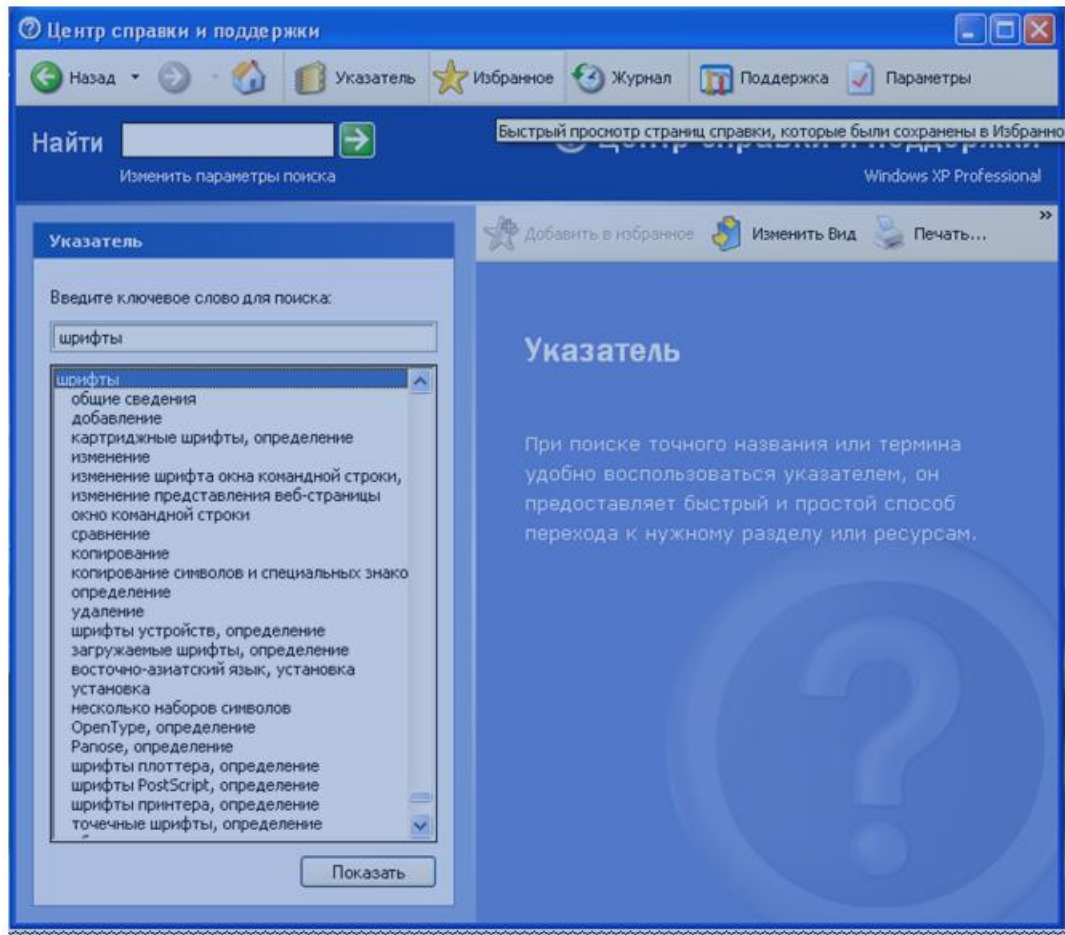 Центр справки и поддержки
Назад Указатель Избранное Журнал Поддержка Параметры
Найти
Быстрый просмотр страниц справки, которые были сохранены в Избранно
Центр справки и поддержки
Изменить параметры поиска
Windows XP Professional
Указатель
Добавить в избранное Изменить Вид Печать... »
Введите ключевое слово для поиска:
шрифты
шрифты
общие сведения
добавление
картриджные шрифты, определение
изменение
изменение шрифта окна командной строки,
изменение представления веб-страницы
окно командной строки
сравнение
копирование
копирование символов и специальных знако
определение
удаление
шрифты устройств, определение
загружаемые шрифты, определение
восточно-азиатский язык, установка
установка
несколько наборов символов
OpenType, определение
Panose, определение
шрифты плоттера, определение
шрифты PostScript, определение
шрифты принтера, определение
точечные шрифты, определение
Показать
Указатель
При поиске точного названия или термина
удобно воспользоваться указателем, он
предоставляет быстрый и простой способ
перехода к нужному разделу или ресурсам.